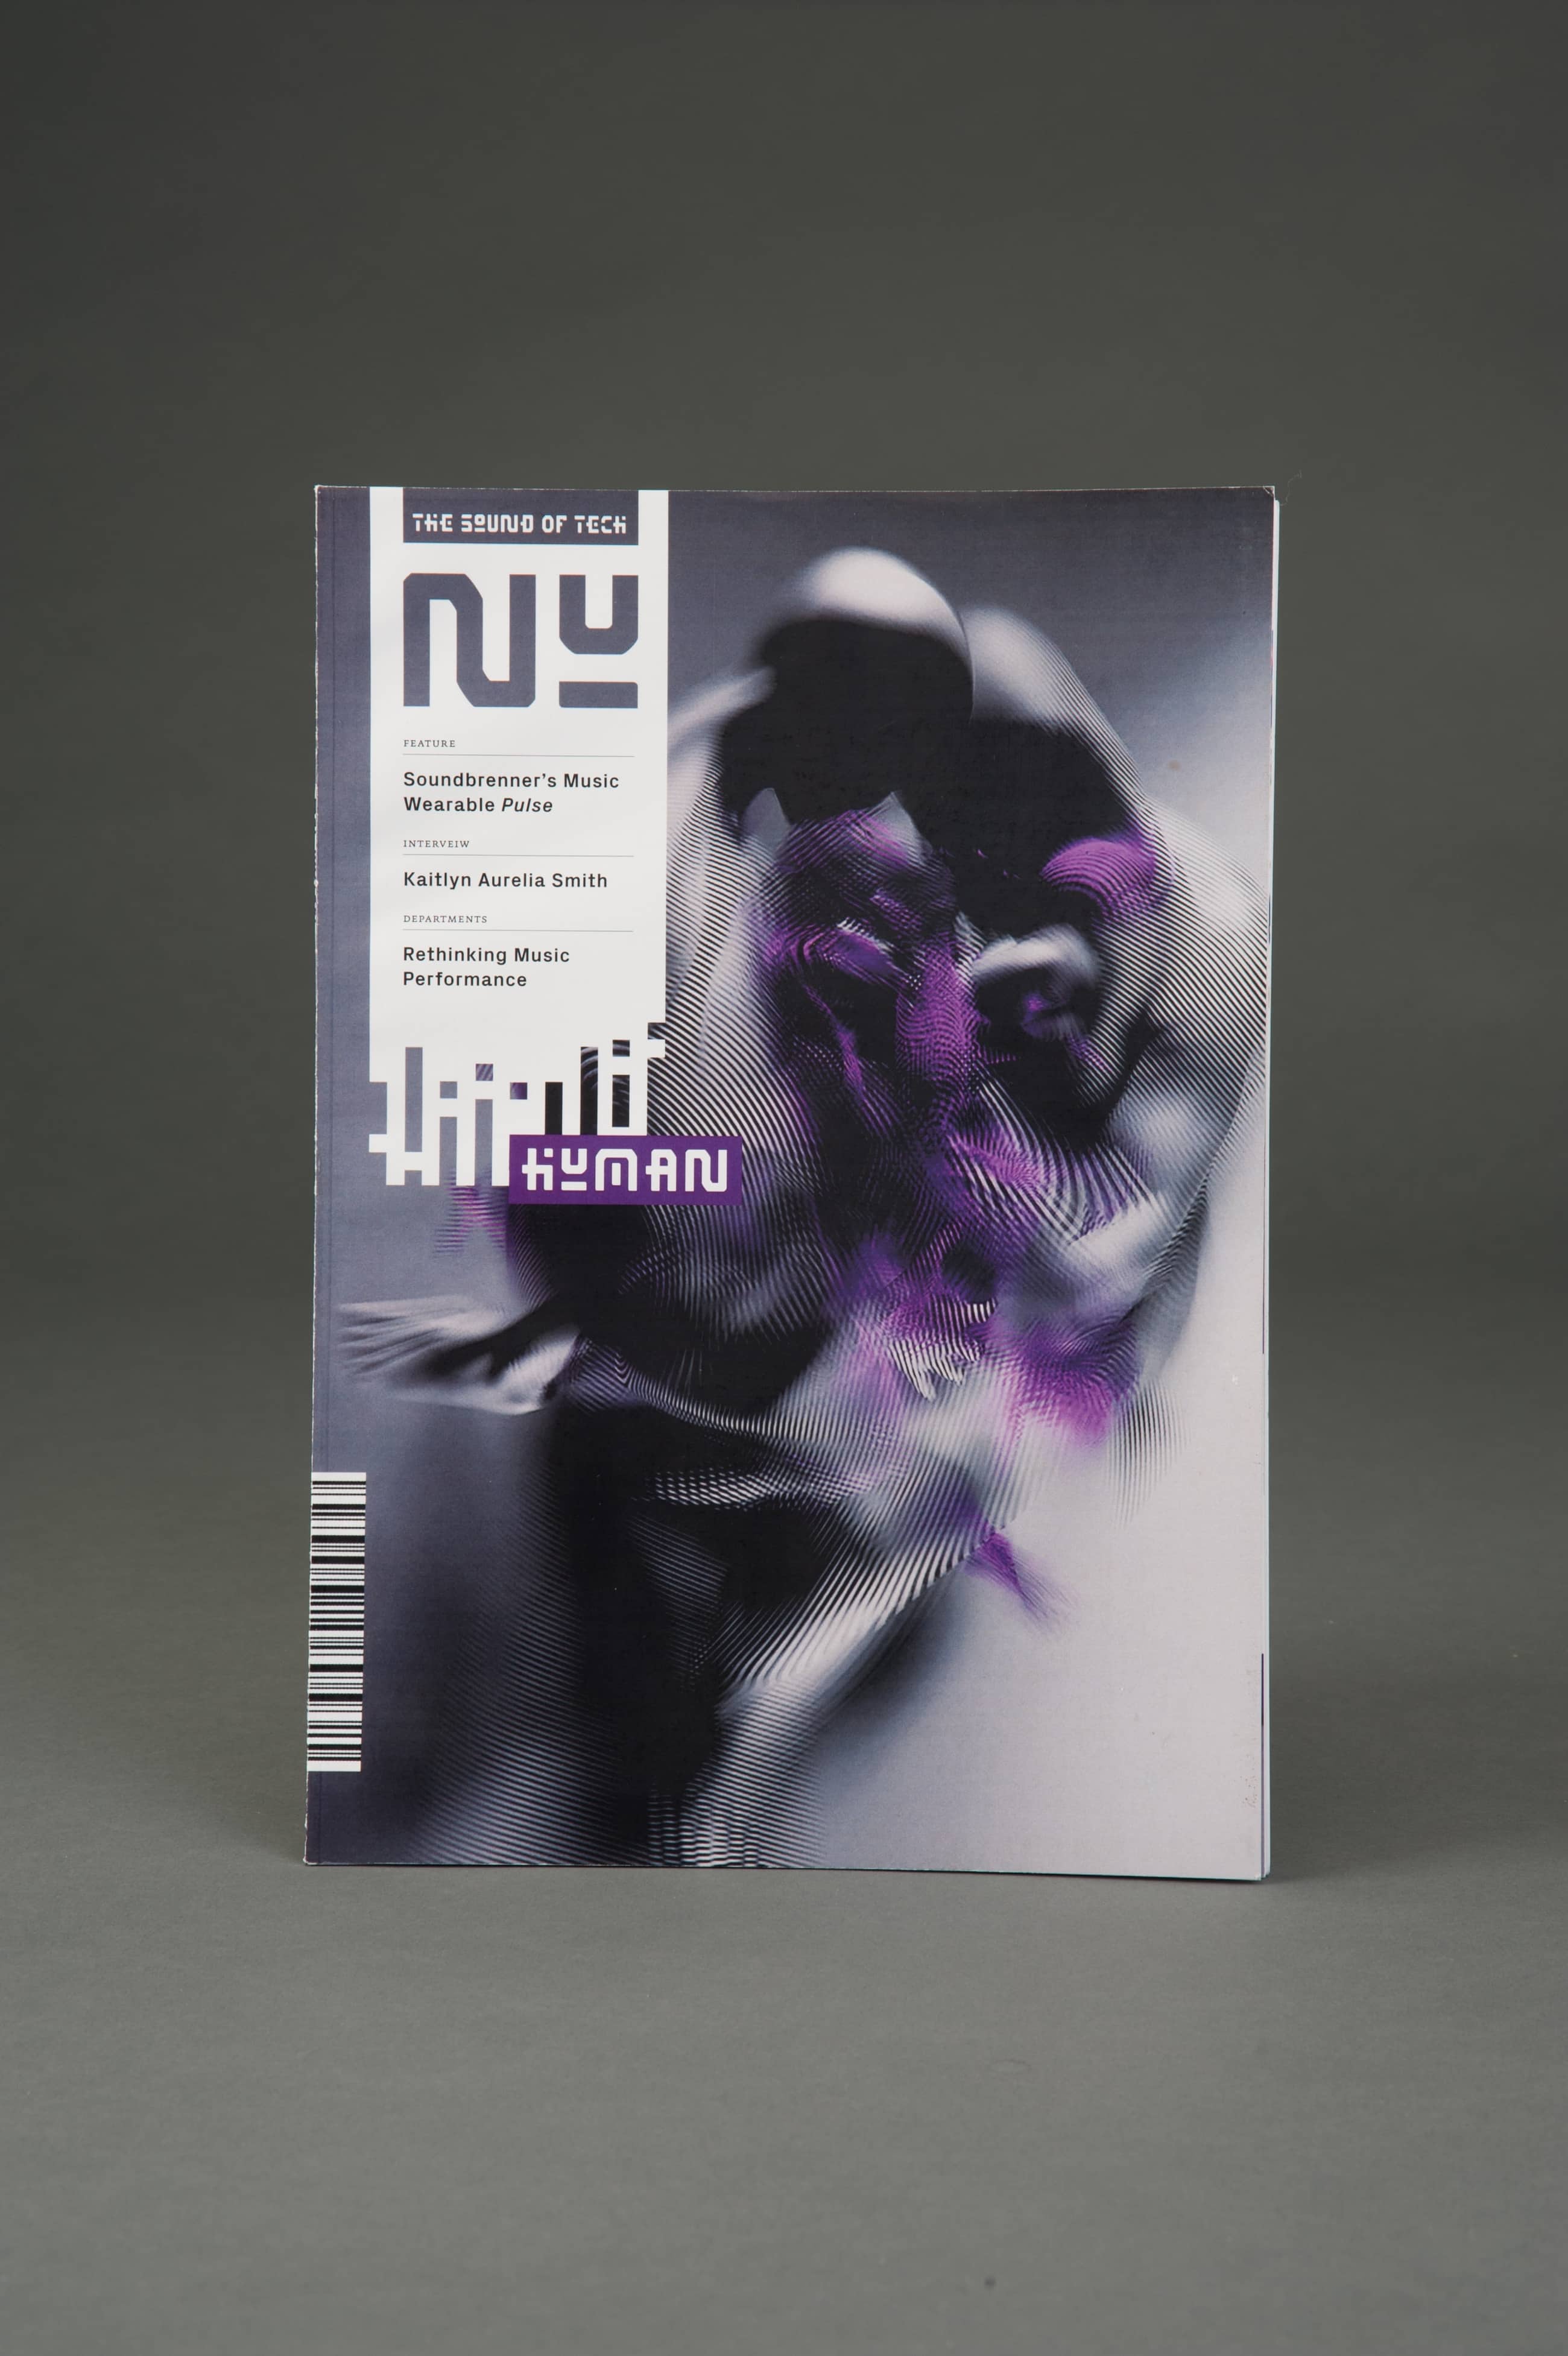 THE SOUND OF TECH
NU
FEATURE
Soundbrenner's Music
Wearable Pulse
INTERVEIW
Kaitlyn Aurelia Smith
DEPARTMENTS
Rethinking Music
Performance
HUMAN